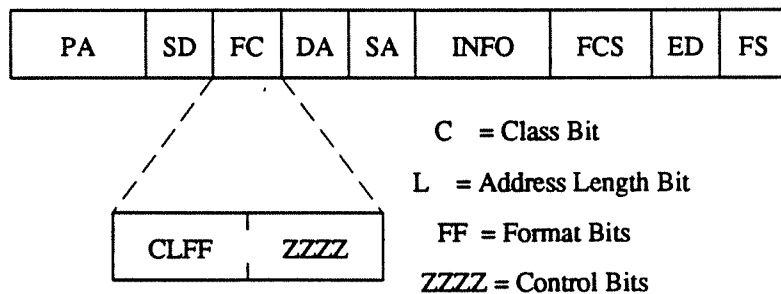 PA SD FC DA SA INFO FCS ED FS
C = Class Bit
L = Address Length Bit
FF = Format Bits
CLFF ZZZZ
ZZZZ = Control Bits